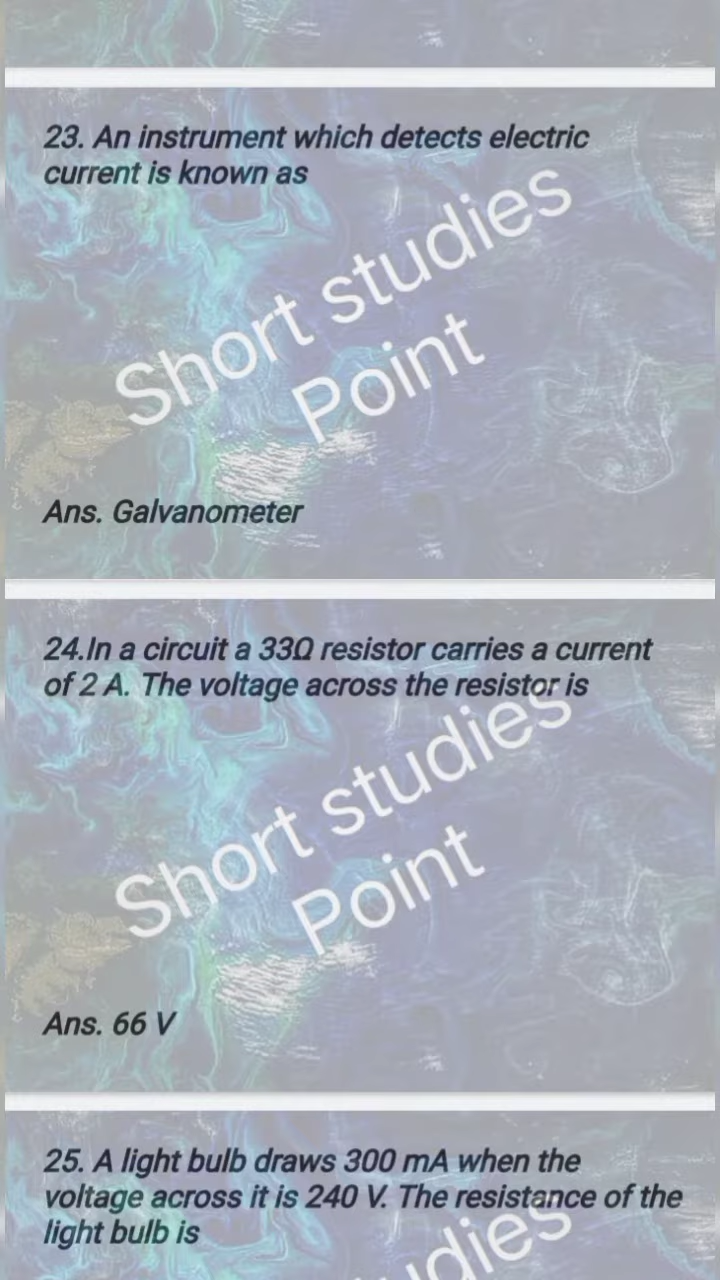 23. An instrument which detects electric
current is known as
Short studies
Point
Ans. Galvanometer
24.In a circuit a 33Ω resistor carries a current
of 2 A. The voltage across the resistor is
Short studies
Point
Ans. 66 V
25. A light bulb draws 300 mA when the
voltage across it is 240 V. The resistance of the
light bulb is
udies